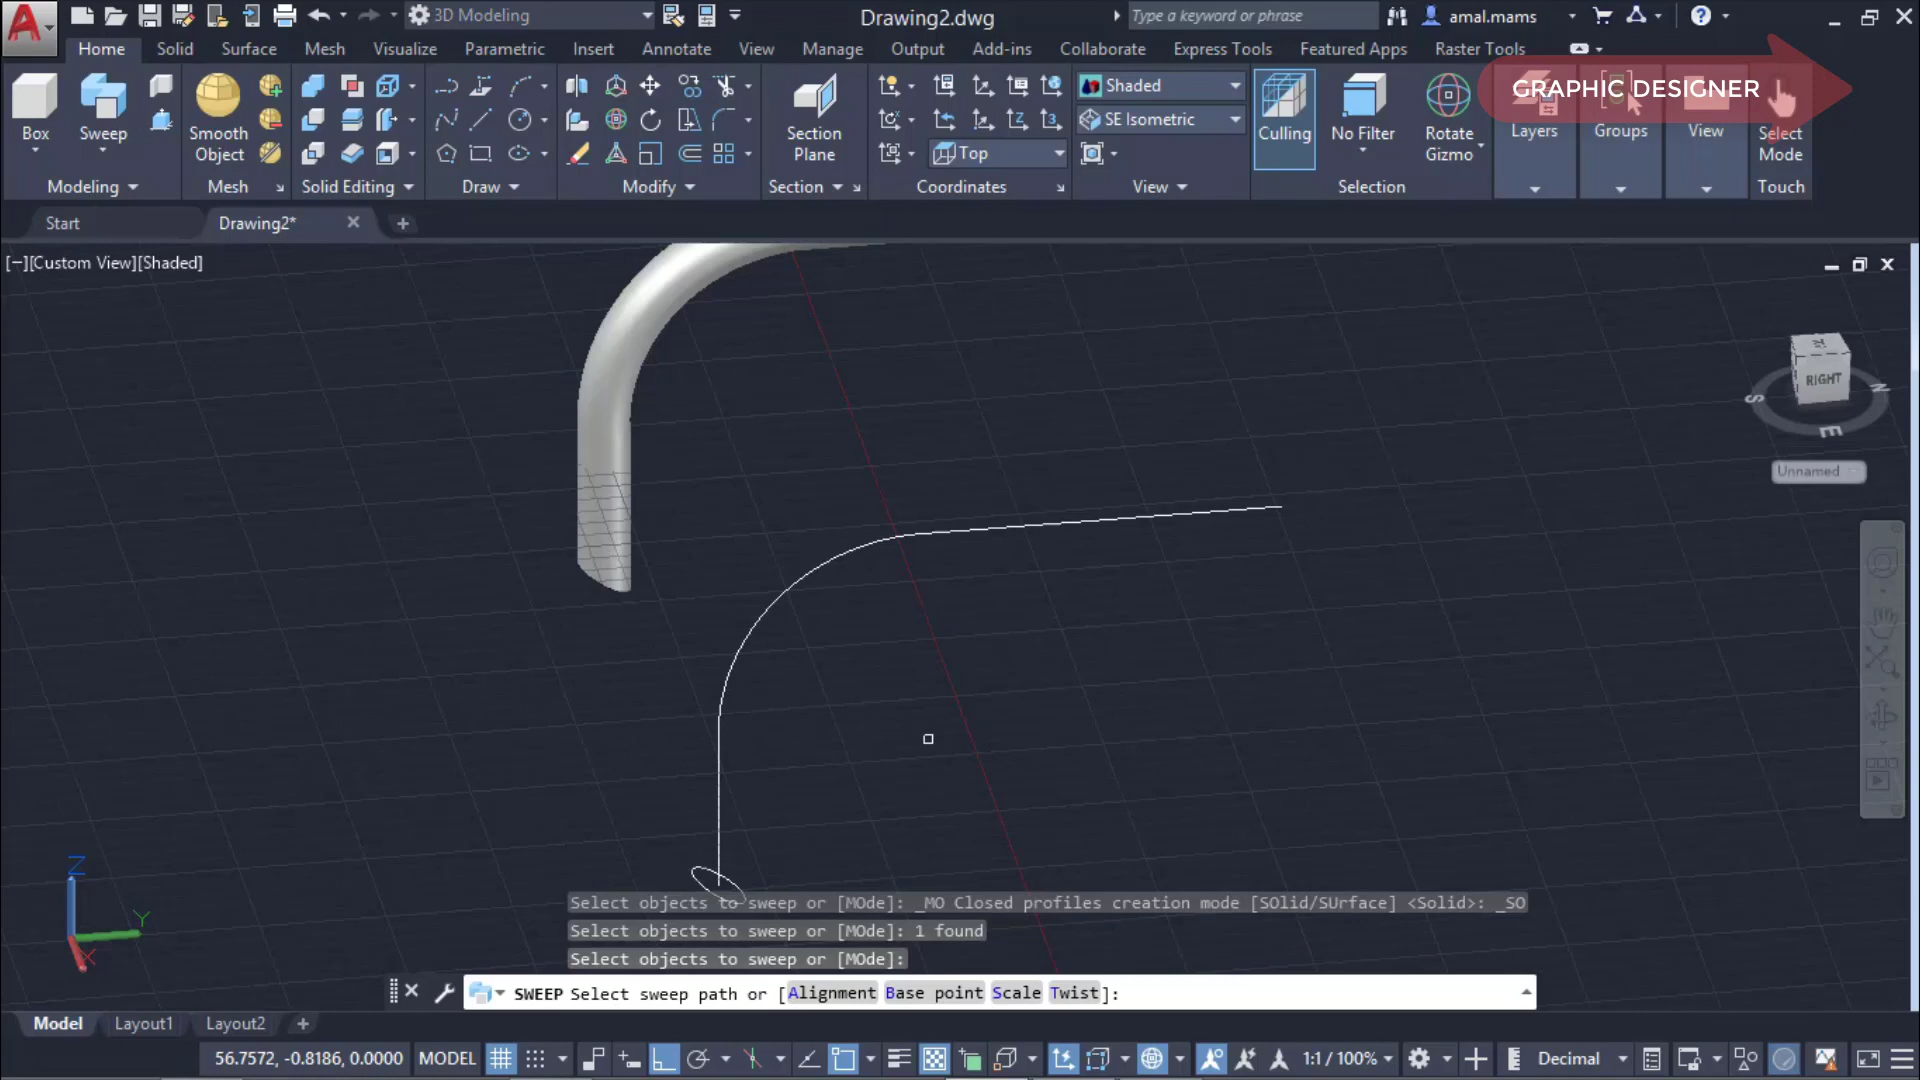 3D Modeling
Drawing2.dwg
Type a keyword or phrase
amal.mams
Home Solid Surface Mesh Parametric Visualize Insert Annotate View Manage Output Add-ins Collaborate Express Tools Featured Apps Raster Tools
GRAPHIC DESIGNER
Box
Sweep
Smooth
Object
Section
Plane
Shaded
SE Isometric
Top
Culling
No Filter
Rotate
Gizmo
Layers
Groups
View
Select
Mode
Modeling
Mesh
Solid Editing
Draw
Modify
Section
Coordinates
View
Selection
Touch
Start
Drawing2*
[−][Custom View][Shaded]
RIGHT
S
N
E
Unnamed
Z
Y
X
Select objects to sweep or [MOde]: _MO Closed profiles creation mode [SOlid/SUrface] <Solid>: _SO
Select objects to sweep or [MOde]: 1 found
Select objects to sweep or [MOde]:
SWEEP Select sweep path or [Alignment Base point Scale Twist]:
Model Layout1 Layout2
56.7572, -0.8186, 0.0000 MODEL 1:1 / 100% Decimal